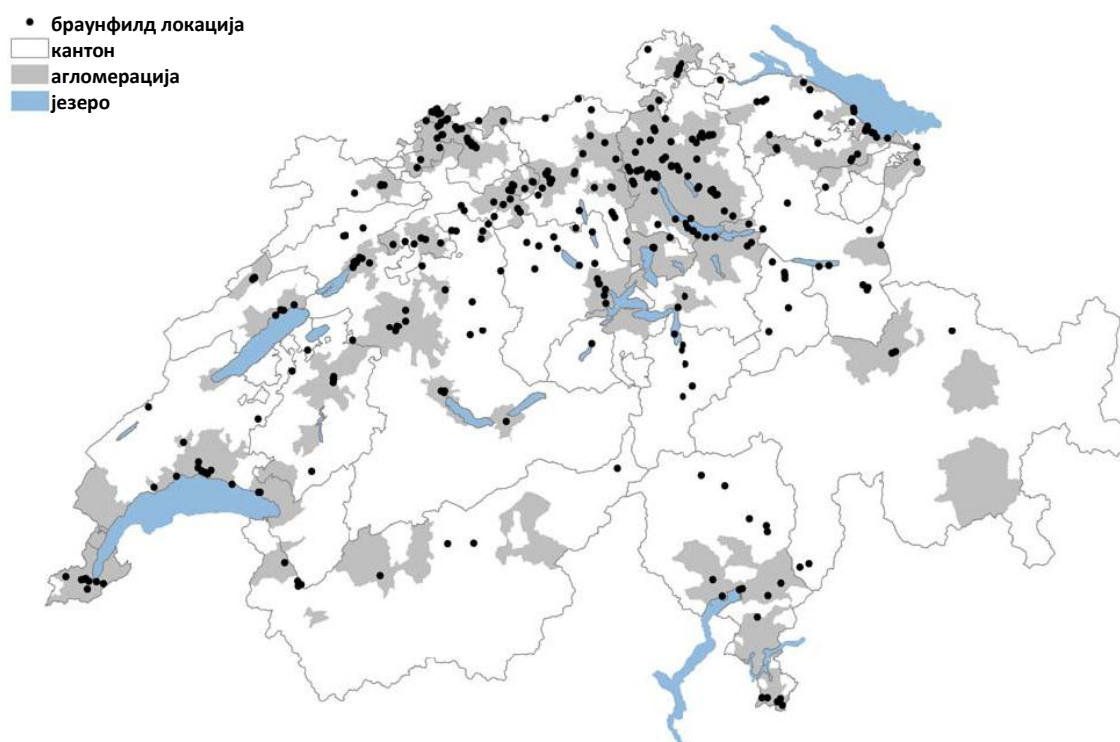 браунфилд локација
кантон
агломерација
језеро